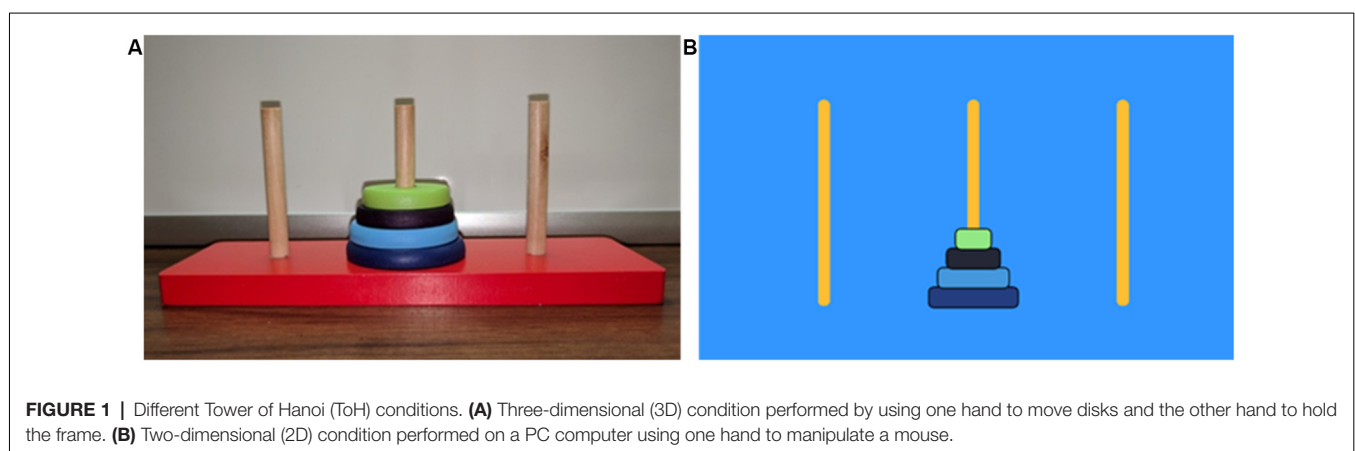 A
B
FIGURE 1 | Different Tower of Hanoi (ToH) conditions. (A) Three-dimensional (3D) condition performed by using one hand to move disks and the other hand to hold
the frame. (B) Two-dimensional (2D) condition performed on a PC computer using one hand to manipulate a mouse.